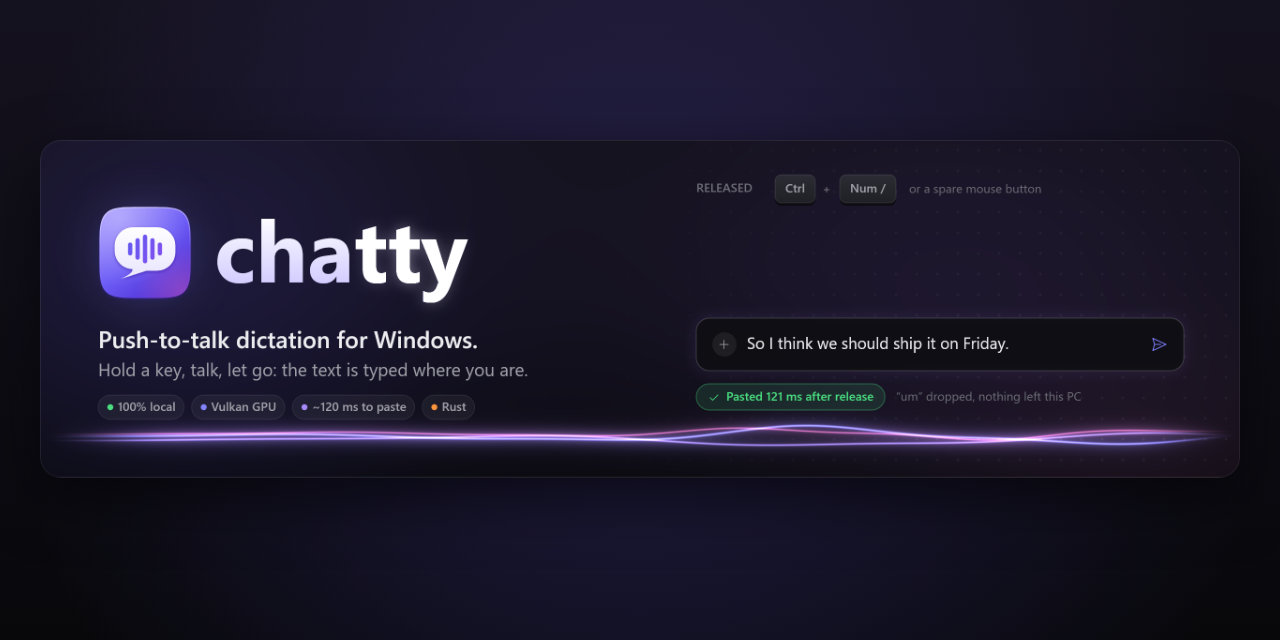 chatty
Push-to-talk dictation for Windows.
Hold a key, talk, let go: the text is typed where you are.
100% local
Vulkan GPU
~120 ms to paste
Rust
RELEASED Ctrl + Num / or a spare mouse button
+ So I think we should ship it on Friday.
✓ Pasted 121 ms after release "um" dropped, nothing left this PC